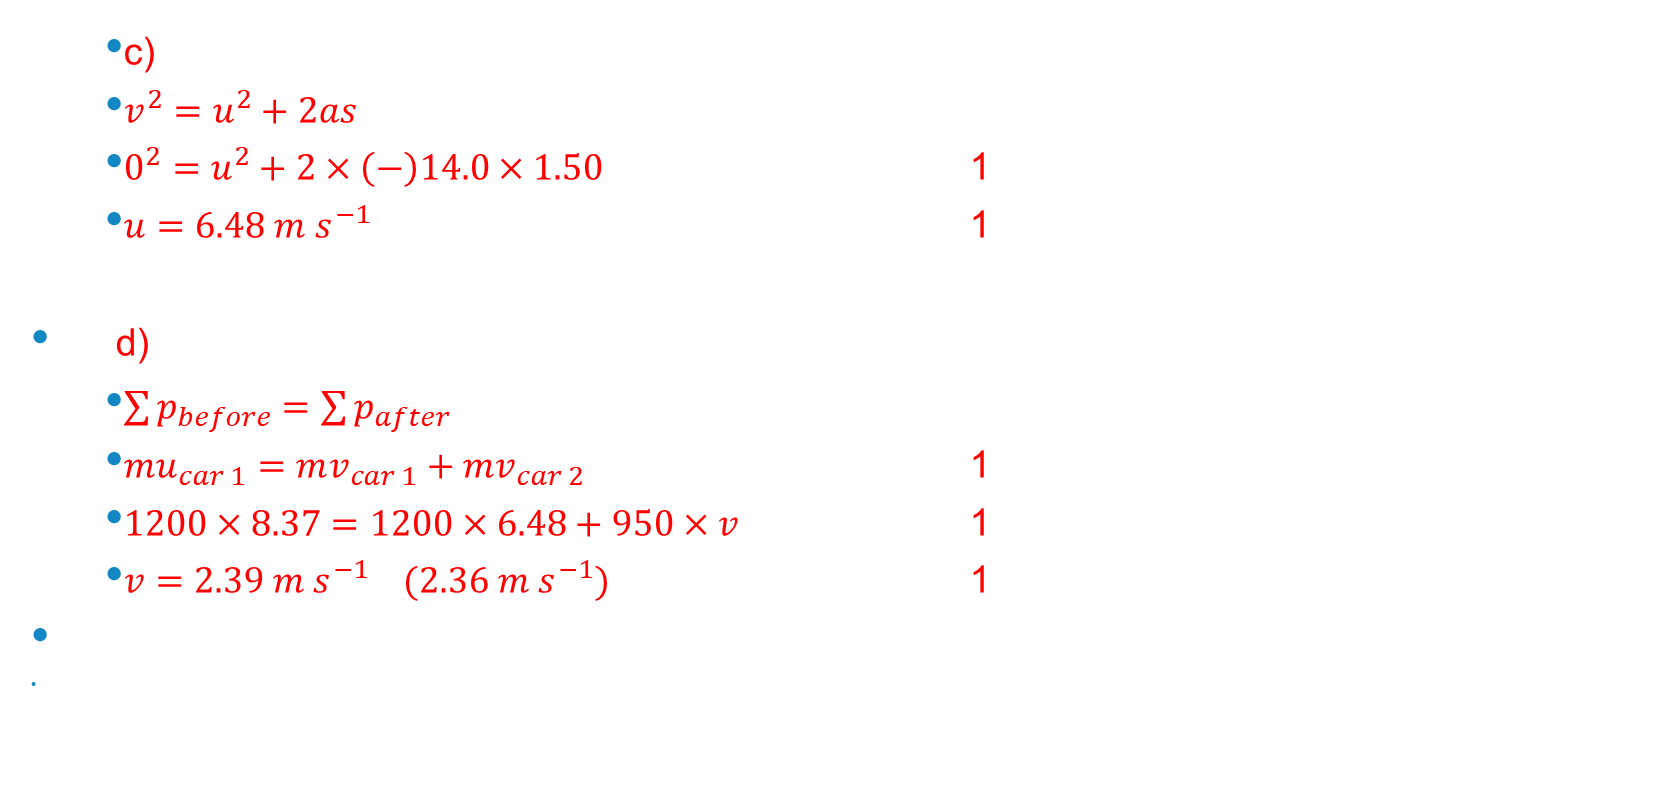 •c)
•v² = u² + 2as
•0² = u² + 2 × (−)14.0 × 1.50 1
•u = 6.48 m s⁻¹ 1
• d)
•∑ p_before = ∑ p_after
•mu_car 1 = mv_car 1 + mv_car 2 1
•1200 × 8.37 = 1200 × 6.48 + 950 × v 1
•v = 2.39 m s⁻¹ (2.36 m s⁻¹) 1
•
.